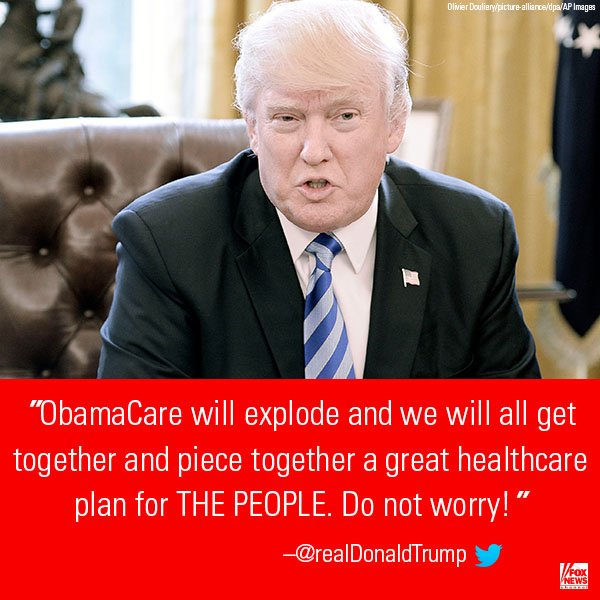 Olivier Douliery/picture-alliance/dpa/AP Images
"ObamaCare will explode and we will all get
together and piece together a great healthcare
plan for THE PEOPLE. Do not worry! "
–@realDonaldTrump
FOX
NEWS
channel